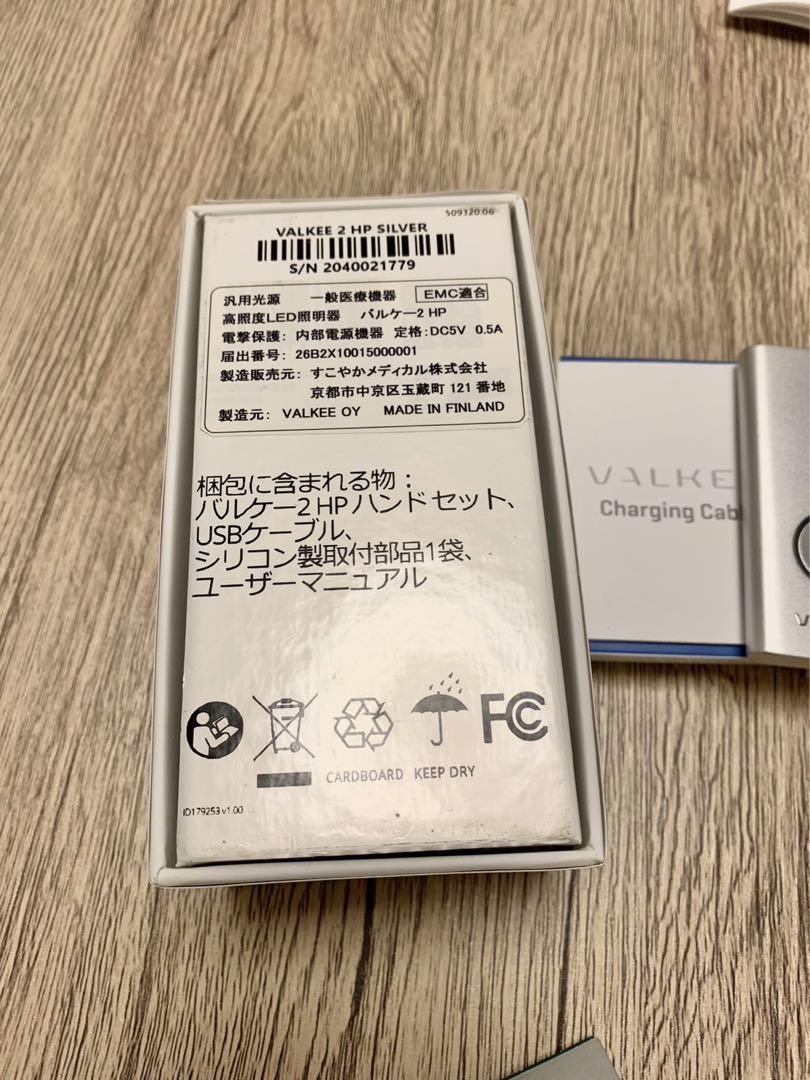 509320.06
VALKEE 2 HP SILVER
S/N 2040021779
汎用光源 一般医療機器 EMC適合
高照度LED照明器 バルケー2 HP
電撃保護: 内部電源機器 定格:DC5V 0.5A
届出番号: 26B2X10015000001
製造販売元: すこやかメディカル株式会社
京都市中京区玉蔵町 121 番地
製造元: VALKEE OY MADE IN FINLAND
梱包に含まれる物:
バルケー2 HP ハンドセット、
USBケーブル、
シリコン製取付部品1袋、
ユーザーマニュアル
FC
CARDBOARD KEEP DRY
ID179253 v1.00
VALKE
Charging Cabl